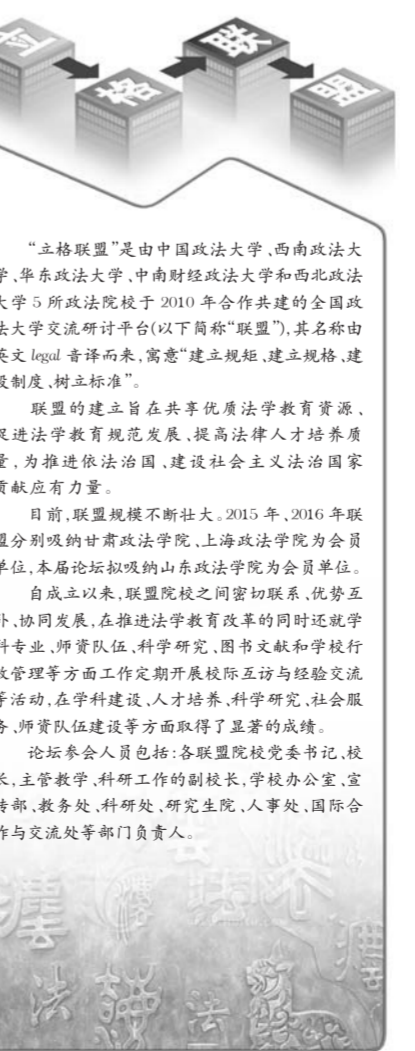 立格联盟
“立格联盟”是由中国政法大学、西南政法大
学、华东政法大学、中南财经政法大学和西北政法
大学 5 所政法院校于 2010 年合作共建的全国政
法大学交流研讨平台(以下简称“联盟”),其名称由
英文 legal 音译而来,寓意“建立规矩、建立规格、建
设制度、树立标准”。
联盟的建立旨在共享优质法学教育资源、
促进法学教育规范发展、提高法律人才培养质
量,为推进依法治国、建设社会主义法治国家
贡献应有力量。
目前,联盟规模不断壮大。2015 年、2016 年联
盟分别吸纳甘肃政法学院、上海政法学院为会员
单位,本届论坛拟吸纳山东政法学院为会员单位。
自成立以来,联盟院校之间密切联系、优势互
补、协同发展,在推进法学教育改革的同时还就学
科专业、师资队伍、科学研究、图书文献和学校行
政管理等方面工作定期开展校际互访与经验交流
等活动,在学科建设、人才培养、科学研究、社会服
务、师资队伍建设等方面取得了显著的成绩。
论坛参会人员包括:各联盟院校党委书记、校
长,主管教学、科研工作的副校长,学校办公室、宣
传部、教务处、科研处、研究生院、人事处、国际合
作与交流处等部门负责人。
法
法